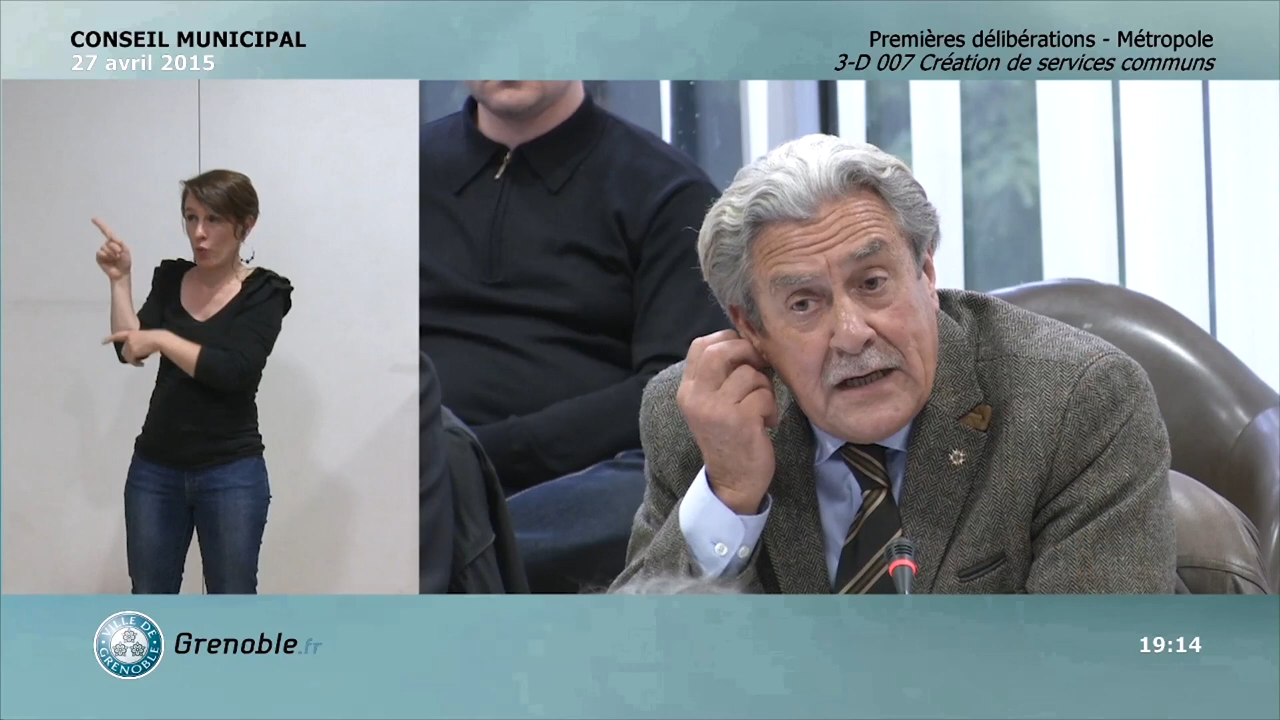 CONSEIL MUNICIPAL
27 avril 2015
Premières délibérations - Métropole
3-D 007 Création de services communs
VILLE DE
GRENOBLE
Grenoble.fr
19:14